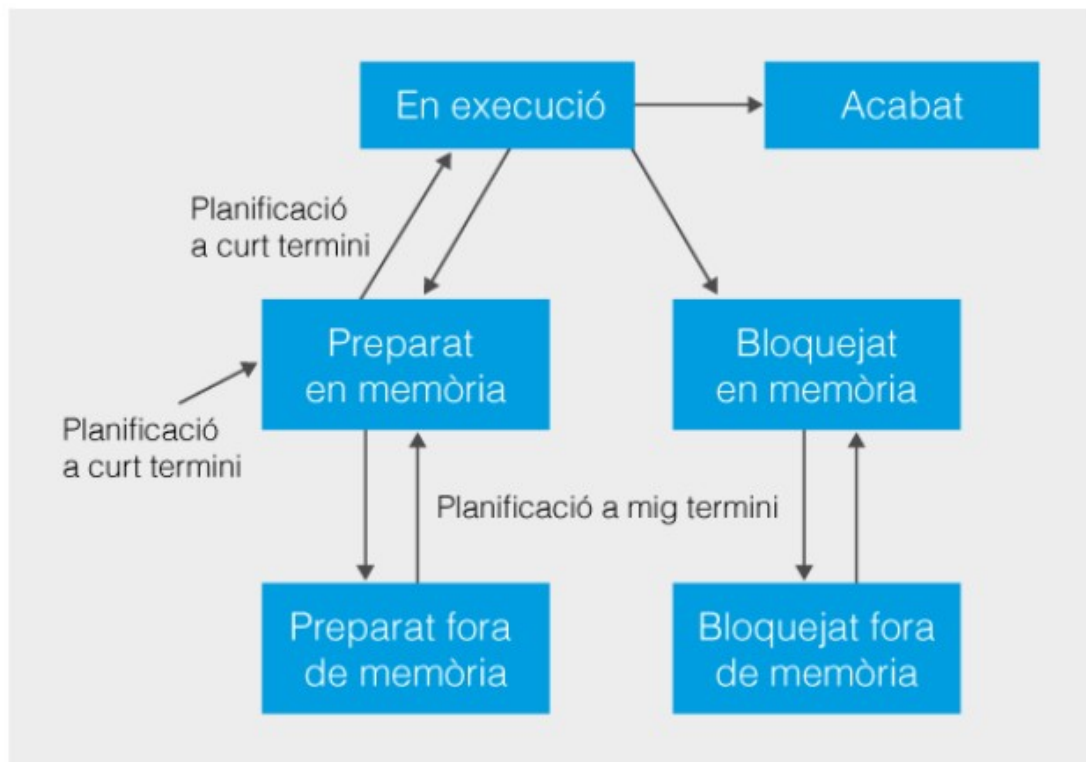 En execució
Acabat
Planificació
a curt termini
Preparat
en memòria
Bloquejat
en memòria
Planificació
a curt termini
Planificació a mig termini
Preparat fora
de memòria
Bloquejat fora
de memòria